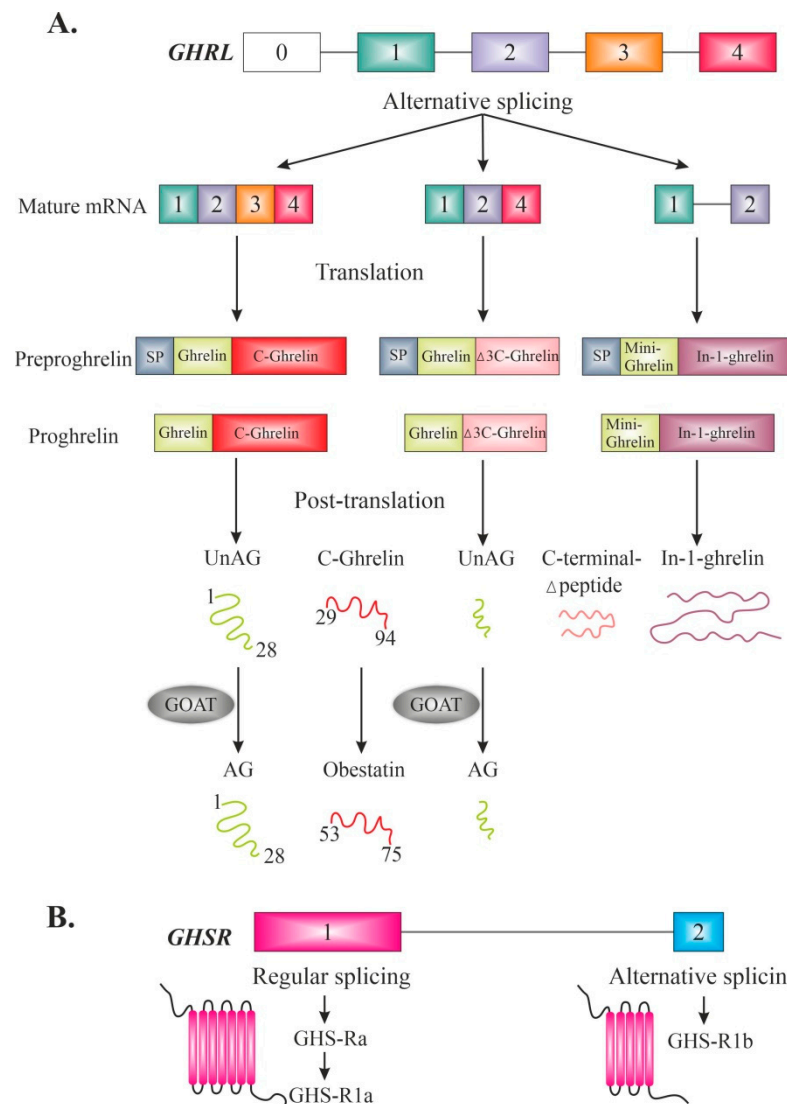 A.
GHRL 0 1 2 3 4
Alternative splicing
Mature mRNA 1 2 3 4 1 2 4 1 2
Translation
Preproghrelin SP Ghrelin C-Ghrelin SP Ghrelin △3C-Ghrelin SP Mini-
Ghrelin In-1-ghrelin
Proghrelin Ghrelin C-Ghrelin Ghrelin △3C-Ghrelin Mini-
Ghrelin In-1-ghrelin
Post-translation
UnAG C-Ghrelin UnAG C-terminal- In-1-ghrelin
△peptide
1 29
28 94
GOAT GOAT
AG Obestatin AG
1 53
28 75
B.
GHSR 1 2
Regular splicing Alternative splicin
GHS-Ra GHS-R1b
GHS-R1a